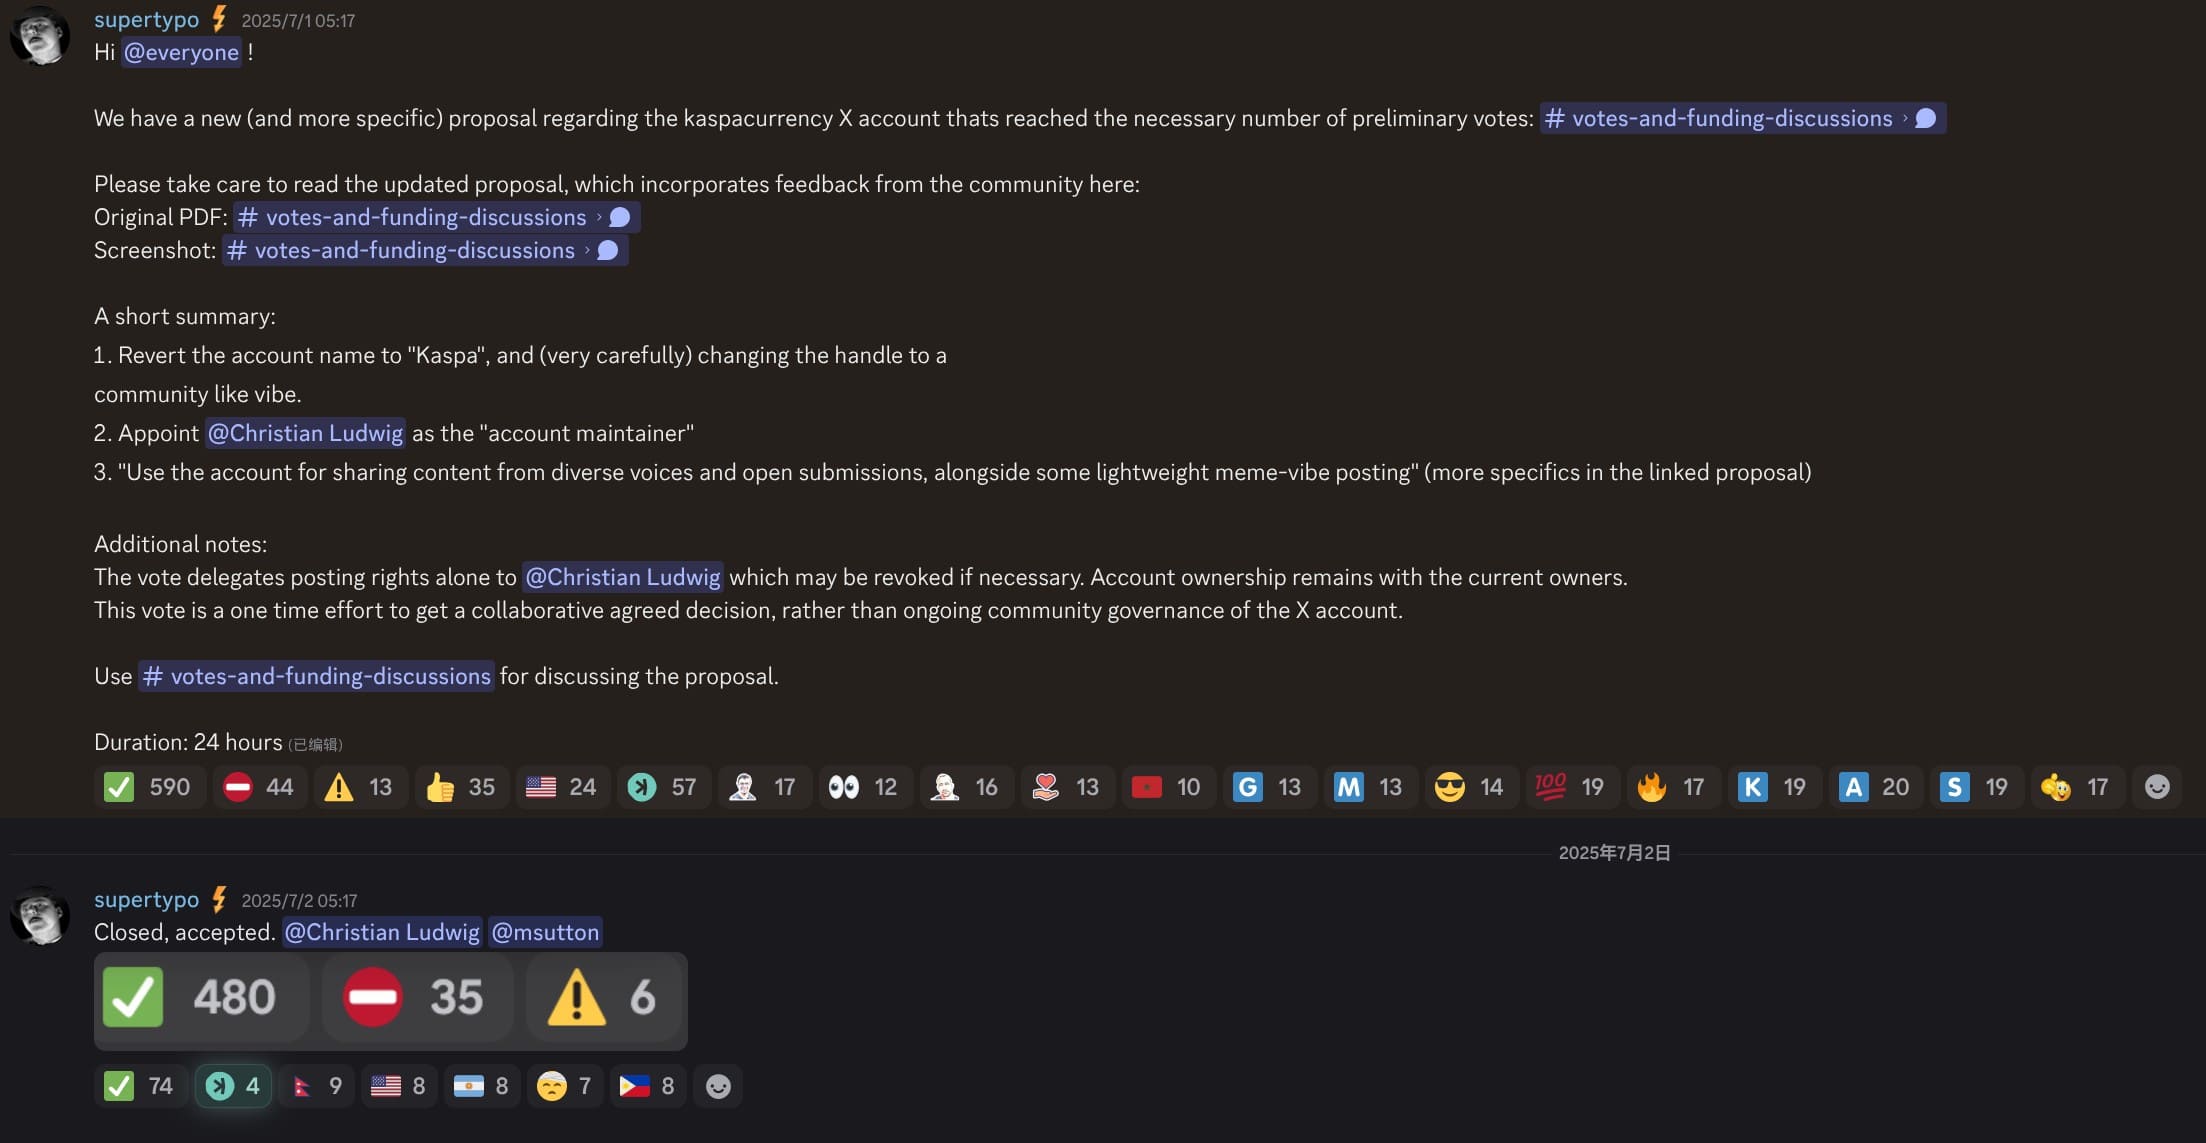 supertypo 2025/7/1 05:17
Hi @everyone !
We have a new (and more specific) proposal regarding the kaspacurrency X account thats reached the necessary number of preliminary votes: # votes-and-funding-discussions ›
Please take care to read the updated proposal, which incorporates feedback from the community here:
Original PDF: # votes-and-funding-discussions ›
Screenshot: # votes-and-funding-discussions ›
A short summary:
1. Revert the account name to "Kaspa", and (very carefully) changing the handle to a
community like vibe.
2. Appoint @Christian Ludwig as the "account maintainer"
3. "Use the account for sharing content from diverse voices and open submissions, alongside some lightweight meme-vibe posting" (more specifics in the linked proposal)
Additional notes:
The vote delegates posting rights alone to @Christian Ludwig which may be revoked if necessary. Account ownership remains with the current owners.
This vote is a one time effort to get a collaborative agreed decision, rather than ongoing community governance of the X account.
Use # votes-and-funding-discussions for discussing the proposal.
Duration: 24 hours (已编辑)
590 44 13 35 24 57 17 12 16 13 10 G 13 M 13 14 100 19 17 K 19 A 20 S 19 17
2025年7月2日
supertypo 2025/7/2 05:17
Closed, accepted. @Christian Ludwig @msutton
480 35 6
74 4 9 8 8 7 8